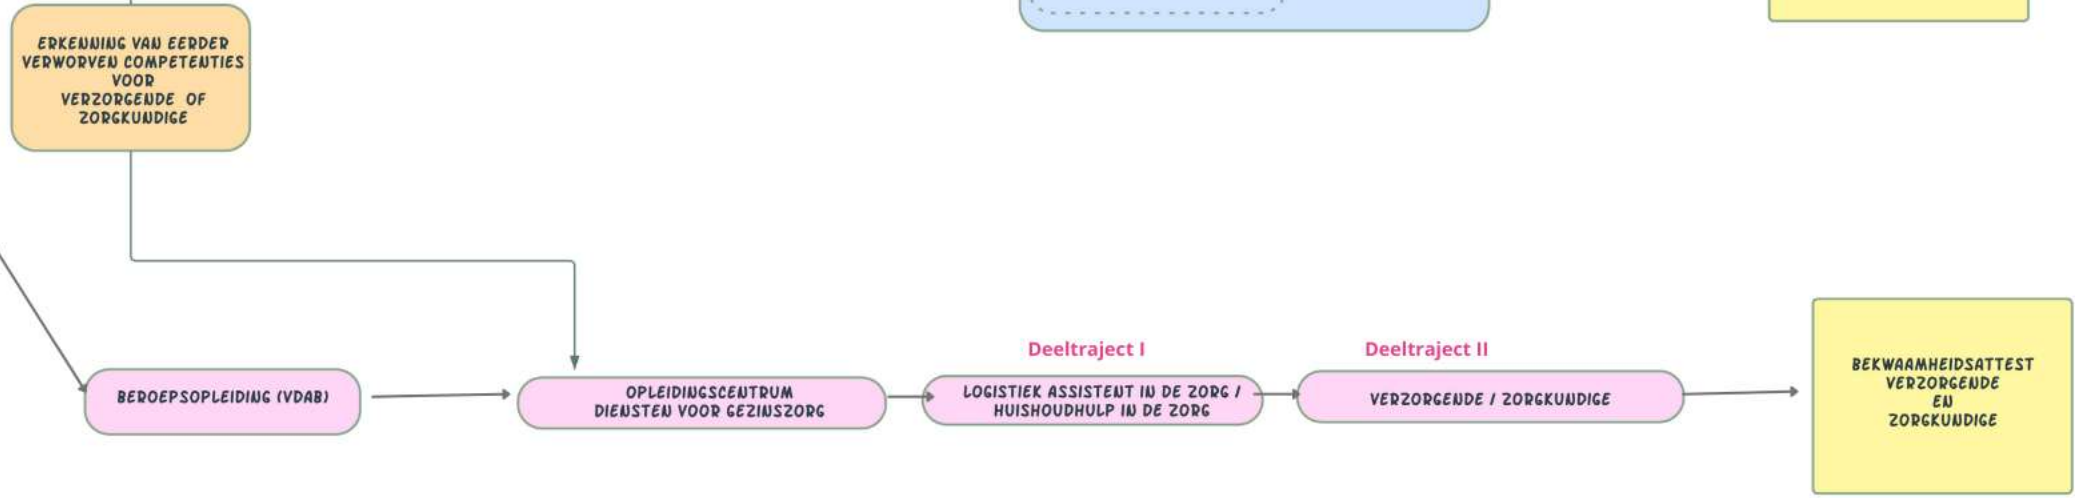 ERKENNING VAN EERDER
VERWORVEN COMPETENTIES
VOOR
VERZORGENDE OF
ZORGKUNDIGE
Deeltraject I
Deeltraject II
BEROEPSOPLEIDING (VDAB)
OPLEIDINGSCENTRUM
DIENSTEN VOOR GEZINSZORG
LOGISTIEK ASSISTENT IN DE ZORG /
HUISHOUDHULP IN DE ZORG
VERZORGENDE / ZORGKUNDIGE
BEKWAAMHEIDSATTEST
VERZORGENDE
EN
ZORGKUNDIGE